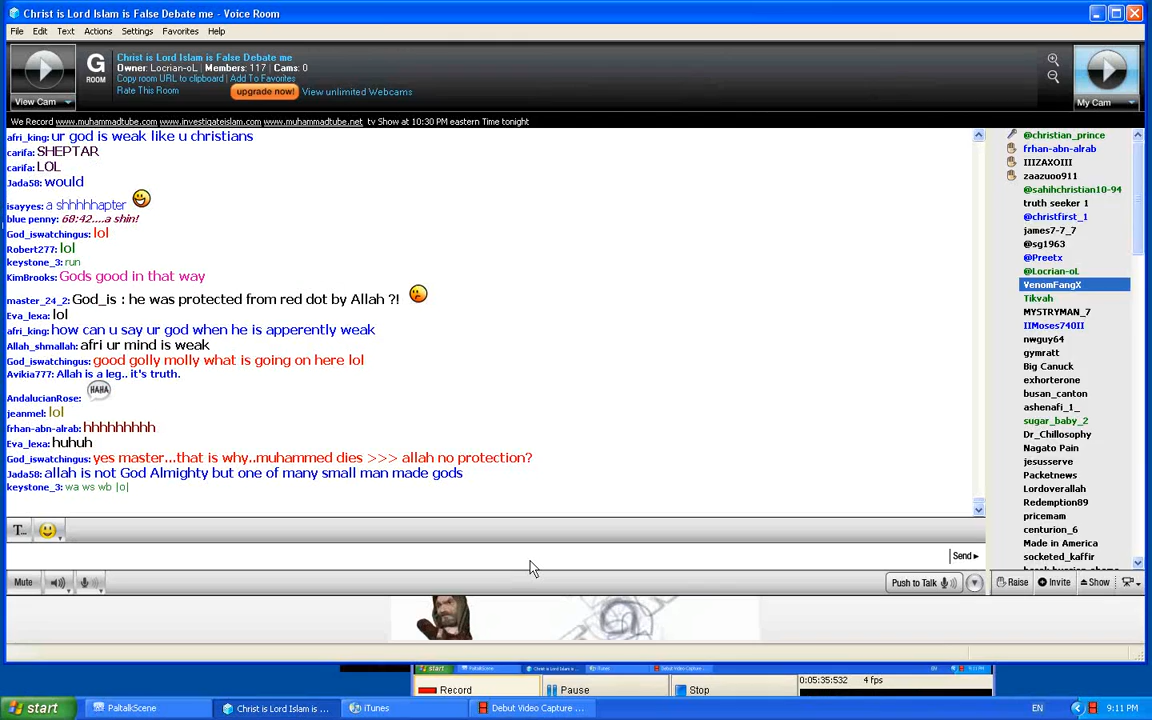 Christ is Lord Islam is False Debate me - Voice Room
File Edit Text Actions Settings Favorites Help
View Cam
G ROOM
Christ is Lord Islam is False Debate me
Owner: Locrian-oL | Members: 117 | Cams: 0
Copy room URL to clipboard | Add To Favorites
Rate This Room
upgrade now! View unlimited Webcams
My Cam
We Record www.muhammadtube.com www.investigateislam.com www.muhammadtube.net tv Show at 10:30 PM eastern Time tonight
afri_king: ur god is weak like u christians
carifa: SHEPTAR
carifa: LOL
Jada58: would
isayyes: a shhhhhapter
blue penny: 68:42....a shin!
God_iswatchingus: lol
Robert277: lol
keystone_3: run
KimBrooks: Gods good in that way
master_24_2: God_is : he was protected from red dot by Allah ?!
Eva_lexa: lol
afri_king: how can u say ur god when he is apperently weak
Allah_shmallah: afri ur mind is weak
God_iswatchingus: good golly molly what is going on here lol
Avikia777: Allah is a leg.. it's truth.
AndalucianRose: HAHA
jeanmel: lol
frhan-abn-alrab: hhhhhhhhh
Eva_lexa: huhuh
God_iswatchingus: yes master...that is why..muhammed dies >>> allah no protection?
Jada58: allah is not God Almighty but one of many small man made gods
keystone_3: wa ws wb |o|
@christian_prince
frhan-abn-alrab
IIIZAXOIII
zaazuoo911
@sahihchristian10-94
truth seeker 1
@christfirst_1
james7-7_7
@sg1963
@Preetx
@Locrian-oL
VenomFangX
Tikvah
MYSTRYMAN_7
IIMoses740II
nwguy64
gymratt
Big Canuck
exhorterone
busan_canton
ashenafi_1_
sugar_baby_2
Dr_Chillosophy
Nagato Pain
jesusserve
Packetnews
Lordoverallah
Redemption89
pricemam
centurion_6
Made in America
socketed_kaffir
T...
Send
Mute
Push to Talk
Raise Invite Show
Record Pause Stop
0:05:35:532 4 fps
start PaltalkScene Christ is Lord Islam is ... iTunes Debut Video Capture ... EN 9:11 PM